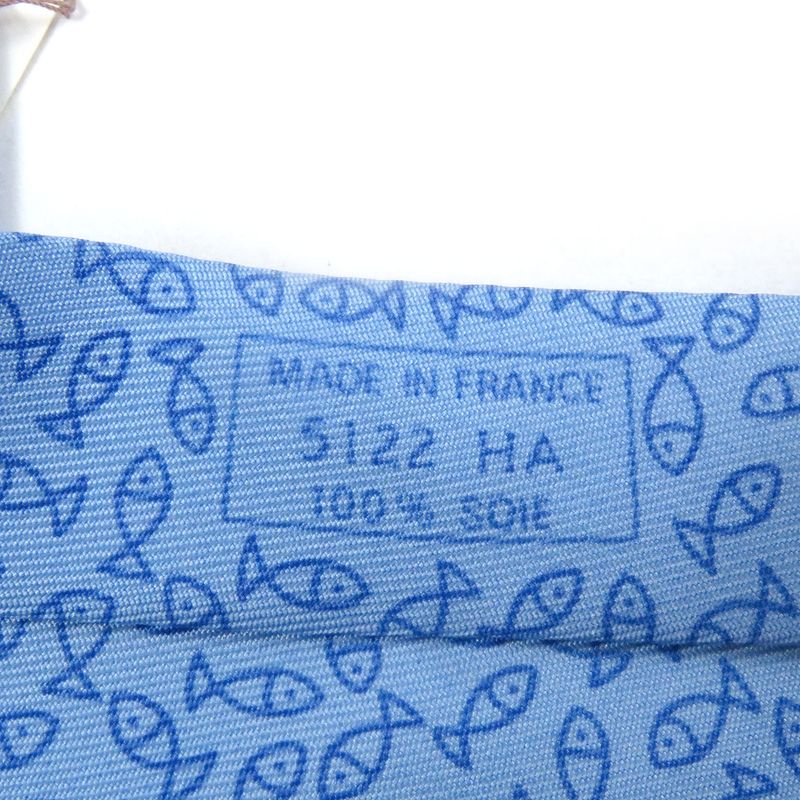 MADE IN FRANCE
5122 HA
100% SOIE